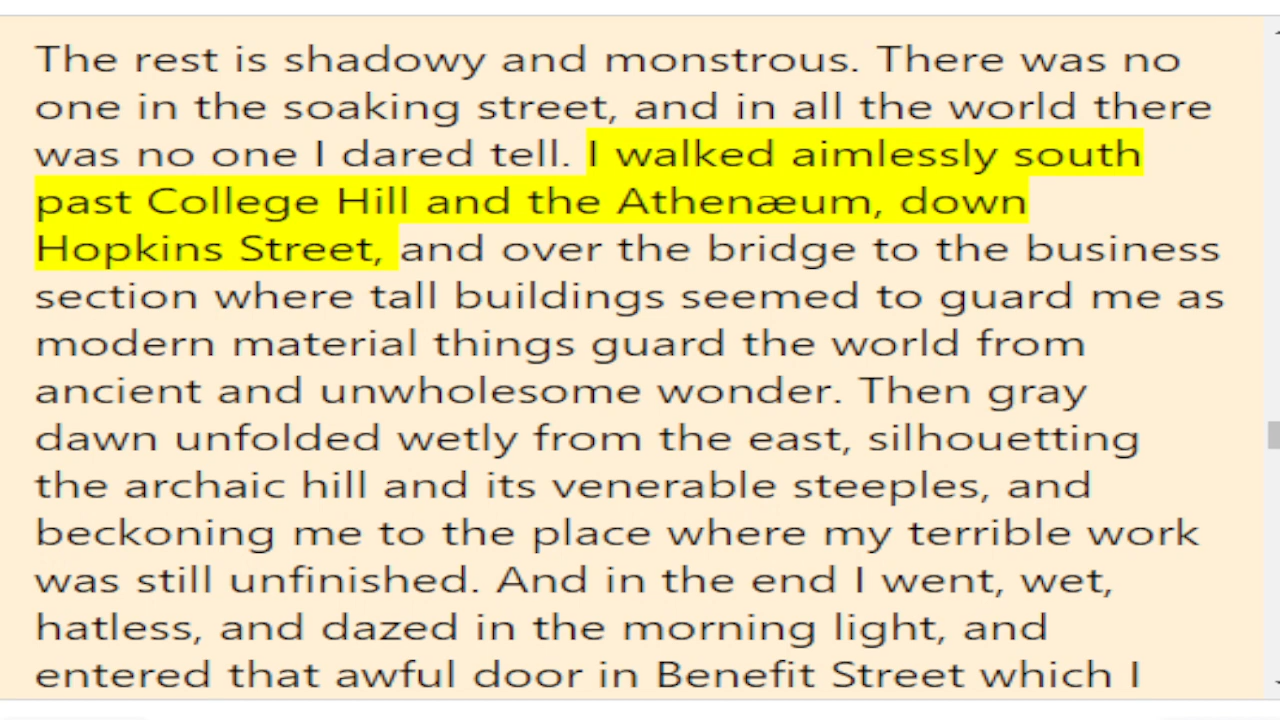 The rest is shadowy and monstrous. There was no
one in the soaking street, and in all the world there
was no one I dared tell. I walked aimlessly south
past College Hill and the Athenæum, down
Hopkins Street, and over the bridge to the business
section where tall buildings seemed to guard me as
modern material things guard the world from
ancient and unwholesome wonder. Then gray
dawn unfolded wetly from the east, silhouetting
the archaic hill and its venerable steeples, and
beckoning me to the place where my terrible work
was still unfinished. And in the end I went, wet,
hatless, and dazed in the morning light, and
entered that awful door in Benefit Street which I